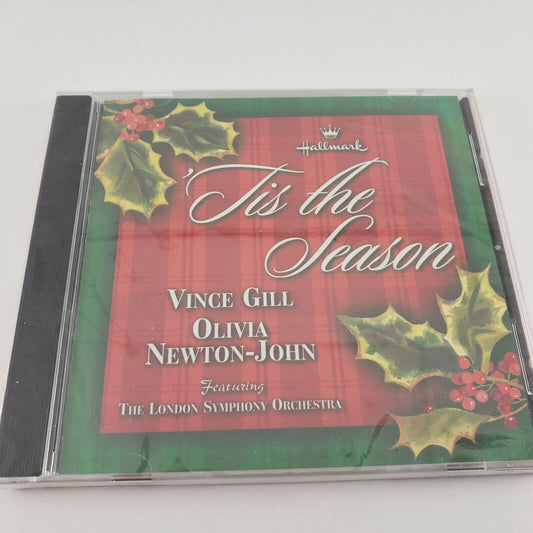 Hallmark
'Tis the
Season
VINCE GILL
OLIVIA
NEWTON-JOHN
Featuring
THE LONDON SYMPHONY ORCHESTRA